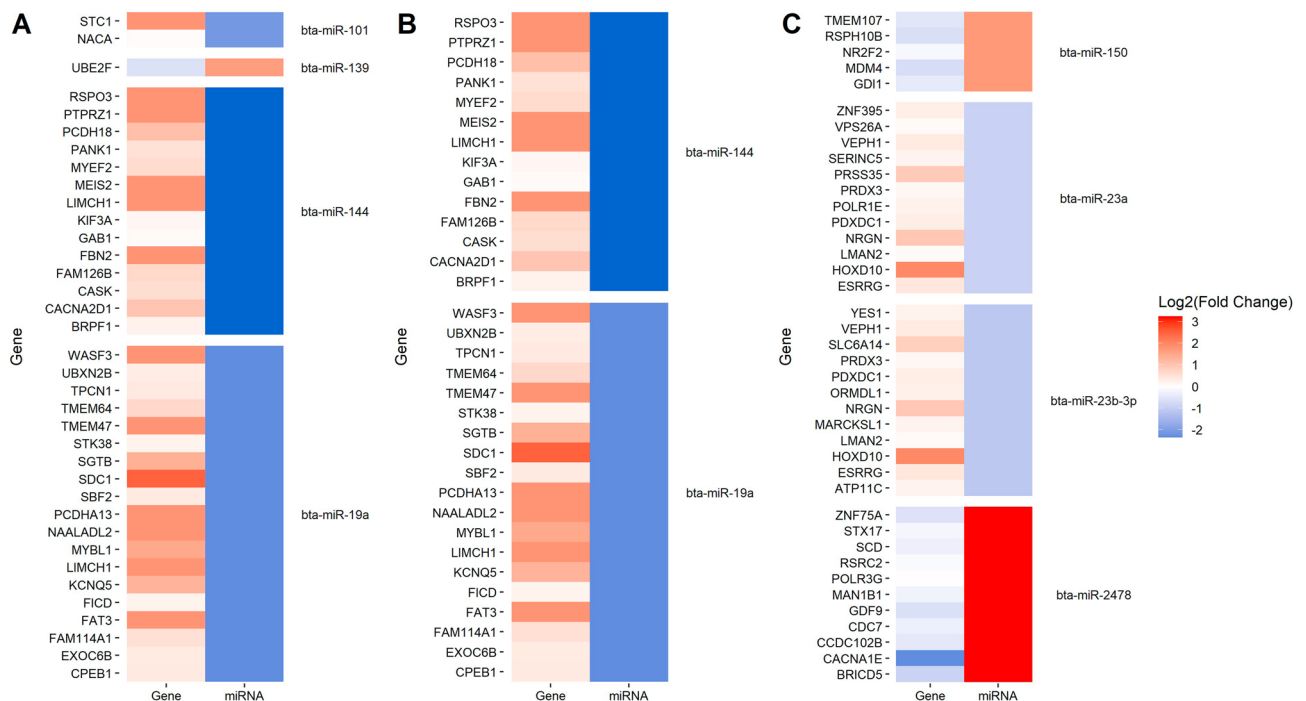 A
STC1
NACA
bta-miR-101
UBE2F
bta-miR-139
RSPO3
PTPRZ1
PCDH18
PANK1
MYEF2
MEIS2
LIMCH1
KIF3A
GAB1
FBN2
FAM126B
CASK
CACNA2D1
BRPF1
bta-miR-144
WASF3
UBXN2B
TPCN1
TMEM64
TMEM47
STK38
SGTB
SDC1
SBF2
PCDHA13
NAALADL2
MYBL1
LIMCH1
KCNQ5
FICD
FAT3
FAM114A1
EXOC6B
CPEB1
bta-miR-19a
Gene
Gene
miRNA
B
RSPO3
PTPRZ1
PCDH18
PANK1
MYEF2
MEIS2
LIMCH1
KIF3A
GAB1
FBN2
FAM126B
CASK
CACNA2D1
BRPF1
bta-miR-144
WASF3
UBXN2B
TPCN1
TMEM64
TMEM47
STK38
SGTB
SDC1
SBF2
PCDHA13
NAALADL2
MYBL1
LIMCH1
KCNQ5
FICD
FAT3
FAM114A1
EXOC6B
CPEB1
bta-miR-19a
Gene
Gene
miRNA
C
TMEM107
RSPH10B
NR2F2
MDM4
GDI1
bta-miR-150
ZNF395
VPS26A
VEPH1
SERINC5
PRSS35
PRDX3
POLR1E
PDXDC1
NRGN
LMAN2
HOXD10
ESRRG
bta-miR-23a
YES1
VEPH1
SLC6A14
PRDX3
PDXDC1
ORMDL1
NRGN
MARCKSL1
LMAN2
HOXD10
ESRRG
ATP11C
bta-miR-23b-3p
ZNF75A
STX17
SCD
RSRC2
POLR3G
MAN1B1
GDF9
CDC7
CCDC102B
CACNA1E
BRICD5
bta-miR-2478
Gene
Gene
miRNA
Log2(Fold Change)
3
2
1
0
-1
-2